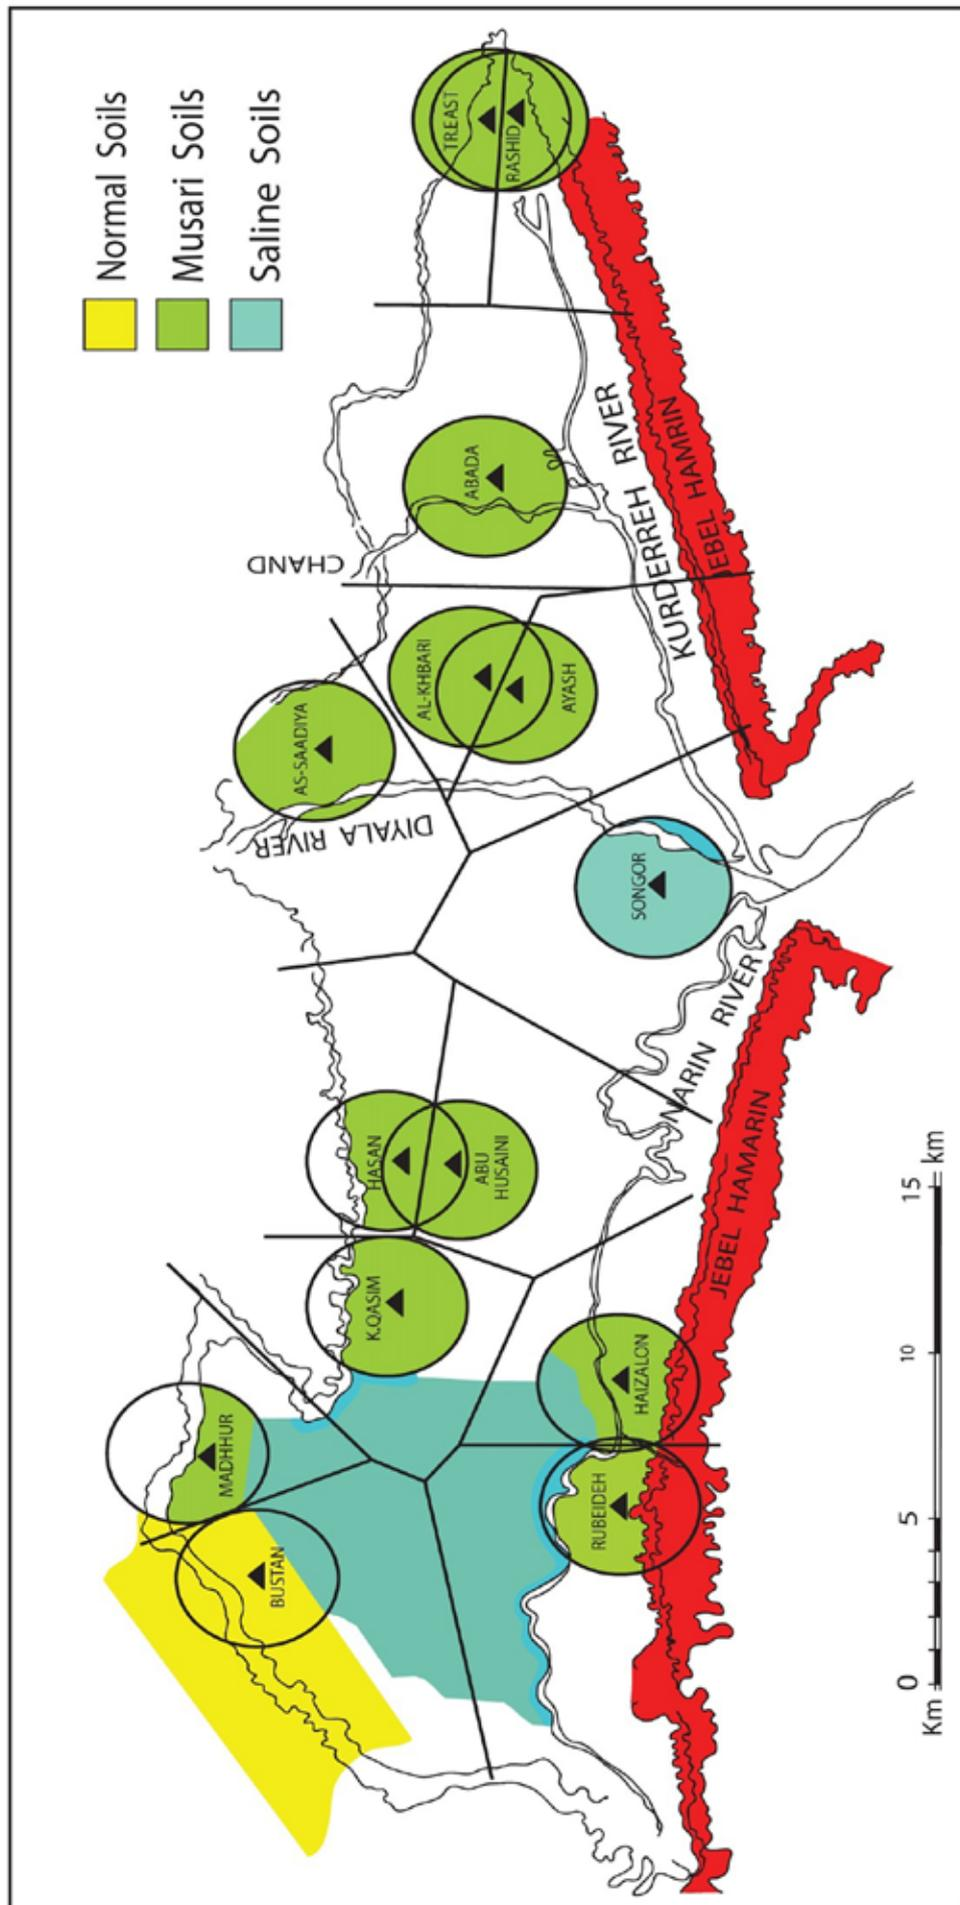 Normal Soils
Musari Soils
Saline Soils
TREAST
RASHID
ABADA
CHAND
KURDERREH RIVER
EBEL HAMRIN
AL-KHBARI
AYASH
AS-SAADIYA
DIYALA RIVER
SONGOR
NARIN RIVER
JEBEL HAMARIN
HASAN
ABU
HUSAINI
K.QASIM
HAIZALON
RUBEIDEH
MADHHUR
BUSTAN
Km 0 5 10 15 km